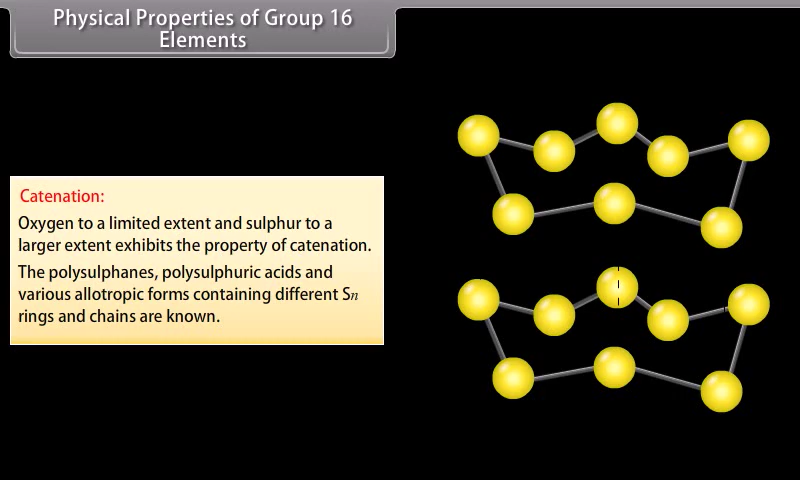 Physical Properties of Group 16
Elements
Catenation:
Oxygen to a limited extent and sulphur to a
larger extent exhibits the property of catenation.
The polysulphanes, polysulphuric acids and
various allotropic forms containing different Sn
rings and chains are known.